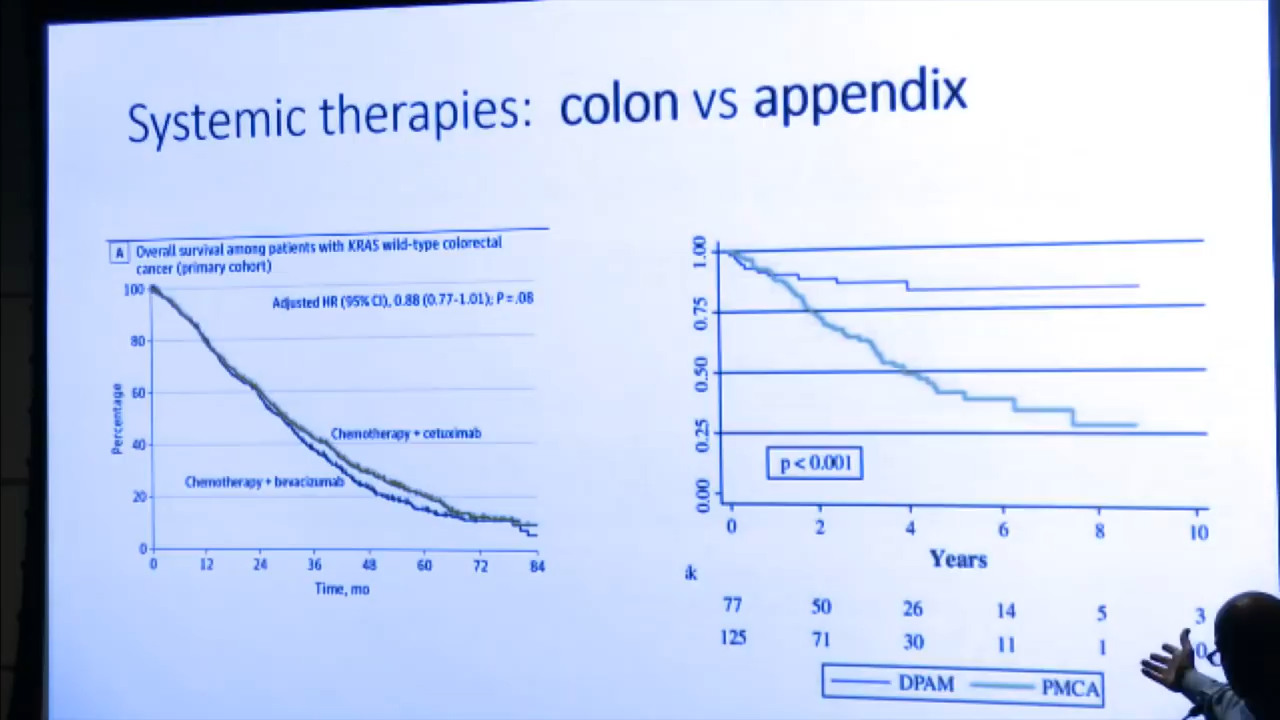 Systemic therapies: colon vs appendix
A Overall survival among patients with KRAS wild-type colorectal
cancer (primary cohort)
Adjusted HR (95% CI), 0.88 (0.77-1.01); P = .08
100
80
60
40
20
0
Percentage
Chemotherapy + cetuximab
Chemotherapy + bevacizumab
0 12 24 36 48 60 72 84
Time, mo
1.00
0.75
0.50
0.25
0.00
p < 0.001
0 2 4 6 8 10
Years
77 50 26 14 5 3
125 71 30 11 1 0
DPAM PMCA